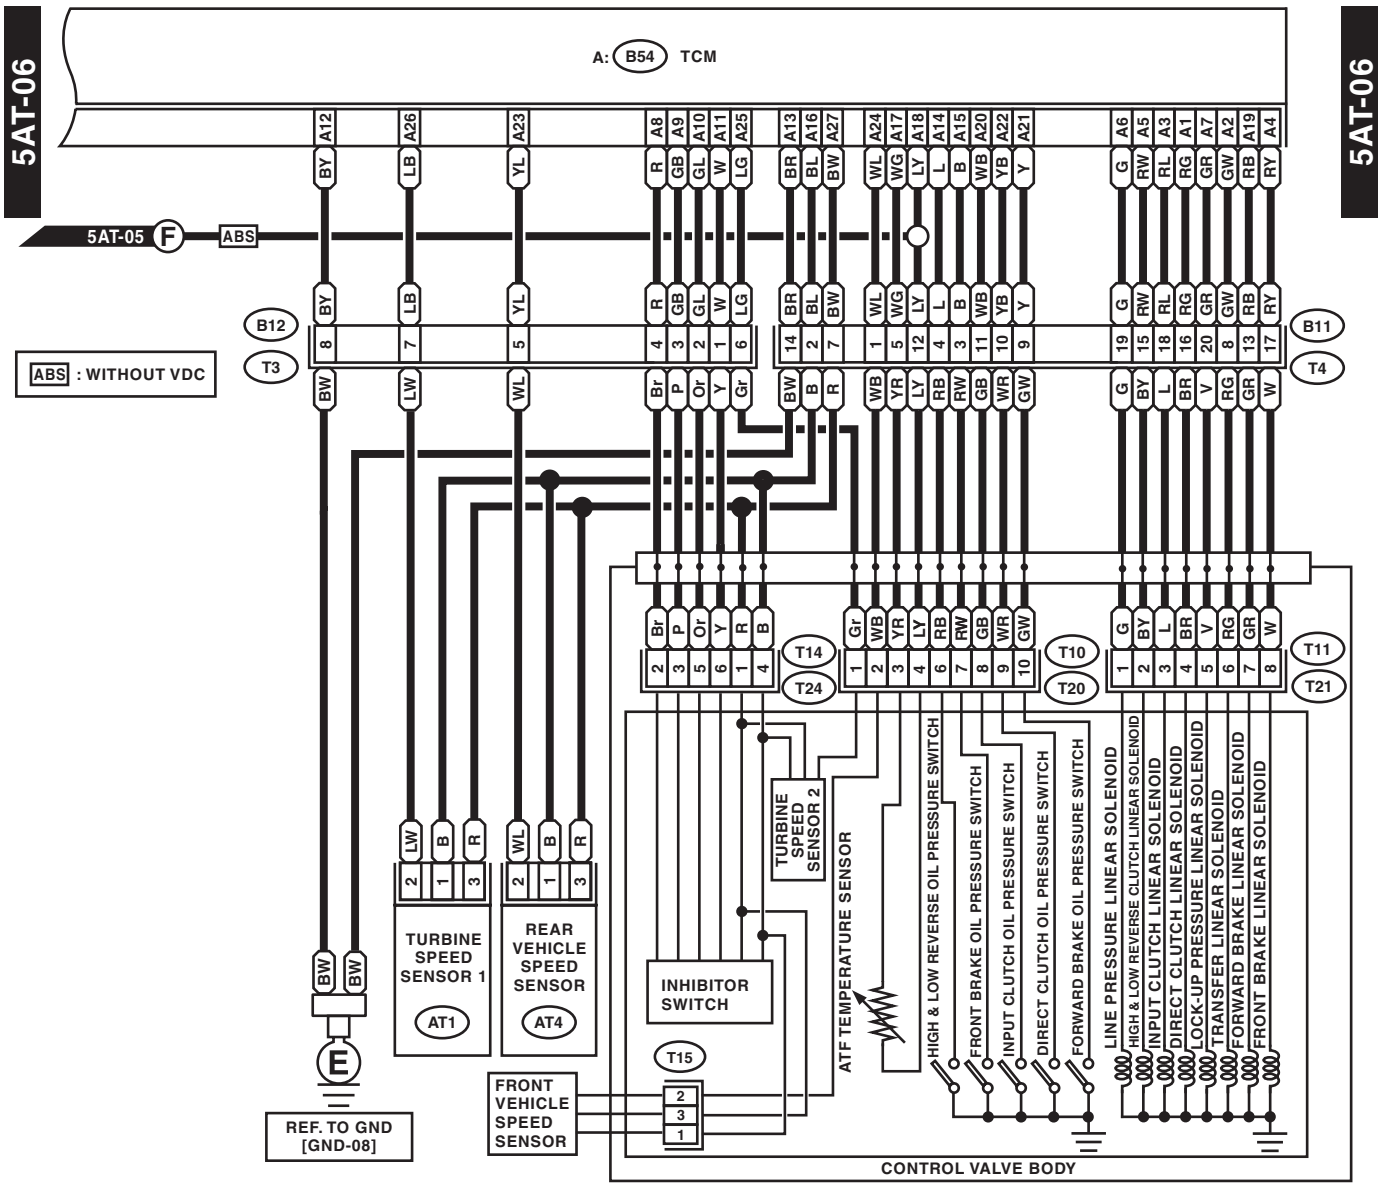 5AT-06
5AT-06
A: B54 TCM
A12 A26 A23 A8 A9 A10 A11 A25 A13 A16 A27 A24 A17 A18 A14 A15 A20 A22 A21 A6 A5 A3 A1 A7 A2 A19 A4
BY LB YL R GB GL W LG BR BL BW WL WG LY L B WB YB Y G RW RL RG GR GW RB RY
5AT-05 F ABS
BY LB YL R GB GL W LG BR BL BW WL WG LY L B WB YB Y G RW RL RG GR GW RB RY
B12 B11
8 7 5 4 3 2 1 6 14 2 7 1 5 12 4 3 11 10 9 19 15 18 16 20 8 13 17
T3 T4
ABS : WITHOUT VDC
BW LW WL Br P Or Y Gr BW B R WB YR LY RB RW GB WR GW G BY L BR V RG GR W
Br P Or Y R B Gr WB YR LY RB RW GB WR GW G BY L BR V RG GR W
T14 T10 T11
2 3 5 6 1 4 1 2 3 4 6 7 8 9 10 1 2 3 4 5 6 7 8
T24 T20 T21
LW B R WL B R
2 1 3 2 1 3
TURBINE
SPEED
SENSOR 1
AT1
REAR
VEHICLE
SPEED
SENSOR
AT4
TURBINE
SPEED
SENSOR 2
ATF TEMPERATURE SENSOR
HIGH & LOW REVERSE OIL PRESSURE SWITCH
FRONT BRAKE OIL PRESSURE SWITCH
INPUT CLUTCH OIL PRESSURE SWITCH
DIRECT CLUTCH OIL PRESSURE SWITCH
FORWARD BRAKE OIL PRESSURE SWITCH
LINE PRESSURE LINEAR SOLENOID
HIGH & LOW REVERSE CLUTCH LINEAR SOLENOID
INPUT CLUTCH LINEAR SOLENOID
DIRECT CLUTCH LINEAR SOLENOID
LOCK-UP PRESSURE LINEAR SOLENOID
TRANSFER LINEAR SOLENOID
FORWARD BRAKE LINEAR SOLENOID
FRONT BRAKE LINEAR SOLENOID
BW BW
E
REF. TO GND
[GND-08]
INHIBITOR
SWITCH
T15
FRONT
VEHICLE
SPEED
SENSOR
2
3
1
CONTROL VALVE BODY